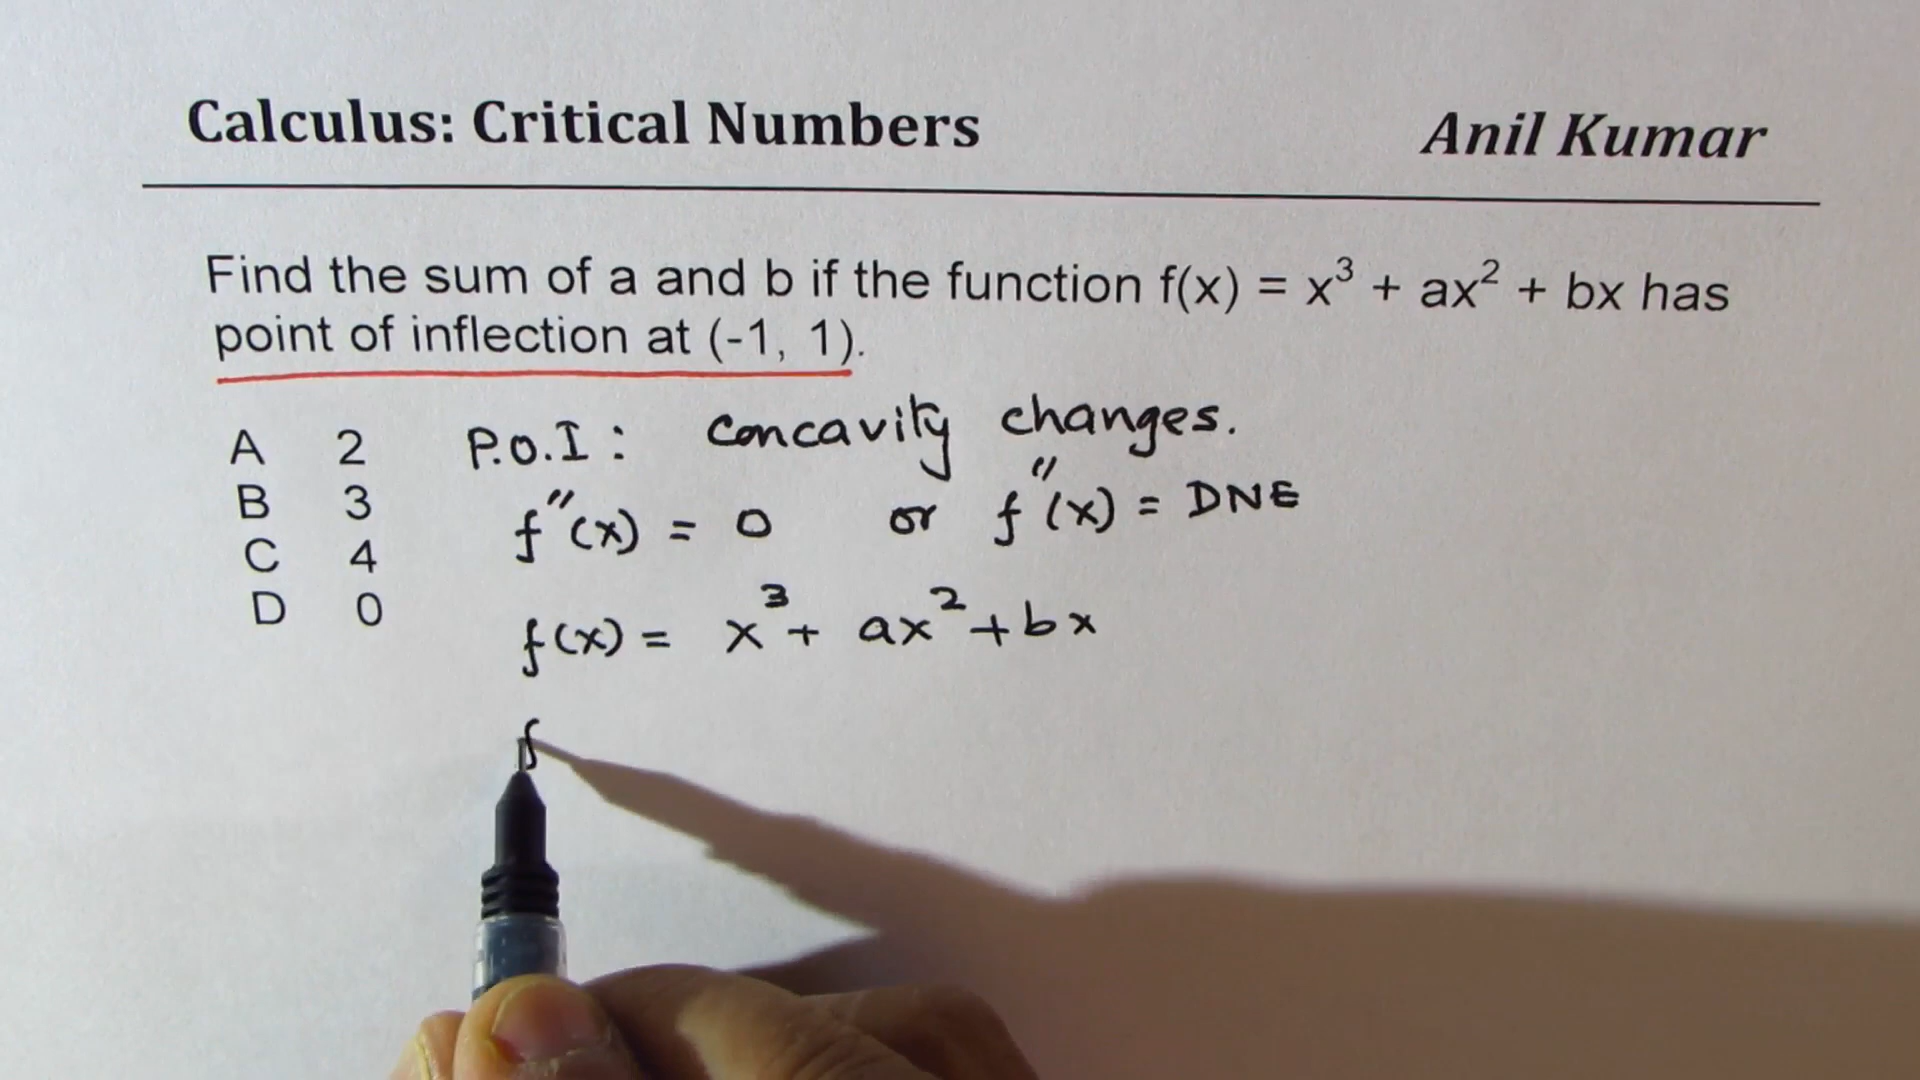 Calculus: Critical Numbers Anil Kumar
Find the sum of a and b if the function f(x) = x³ + ax² + bx has
point of inflection at (-1, 1).
A 2 P.O.I: concavity changes.
B 3 f″(x) = 0 or f″(x) = DNE
C 4
D 0 f(x) = x³ + ax² + bx
f